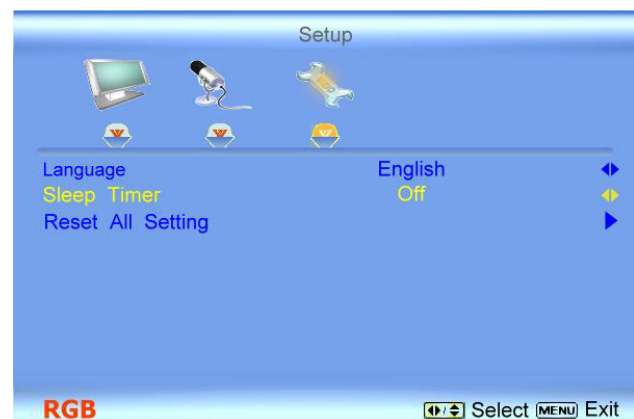 Setup
Language English
Sleep Timer Off
Reset All Setting
RGB Select MENU Exit